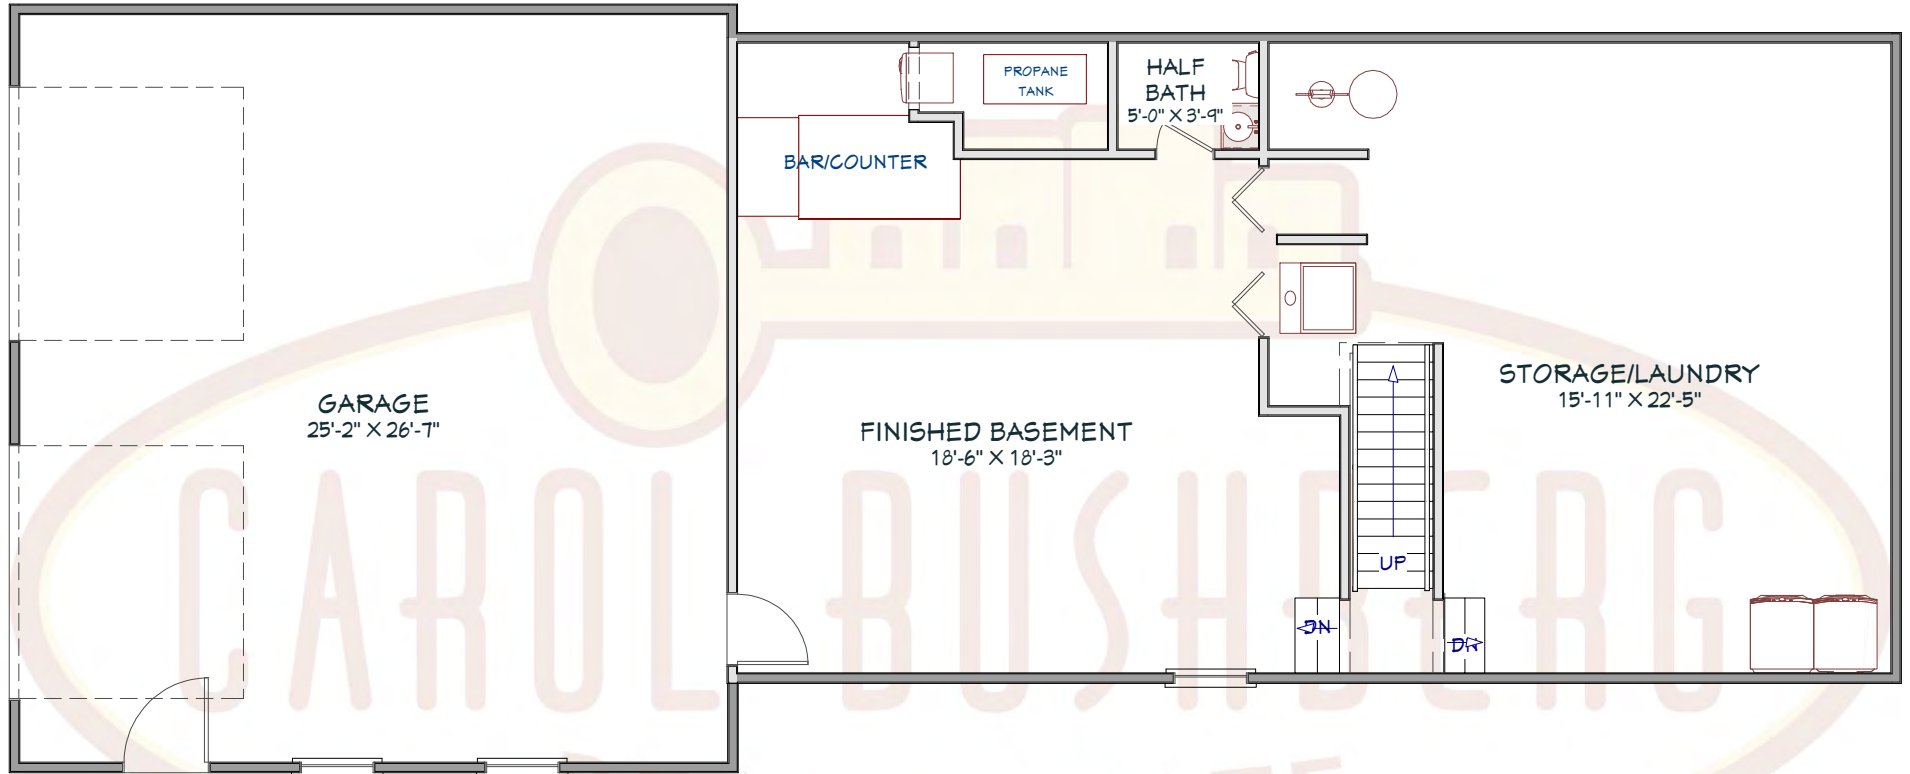 PROPANE
TANK
HALF
BATH
5'-0" X 3'-9"
BAR/COUNTER
GARAGE
25'-2" X 26'-7"
FINISHED BASEMENT
18'-6" X 18'-3"
STORAGE/LAUNDRY
15'-11" X 22'-5"
UP
DN
DN
CAROL BUSHBERG